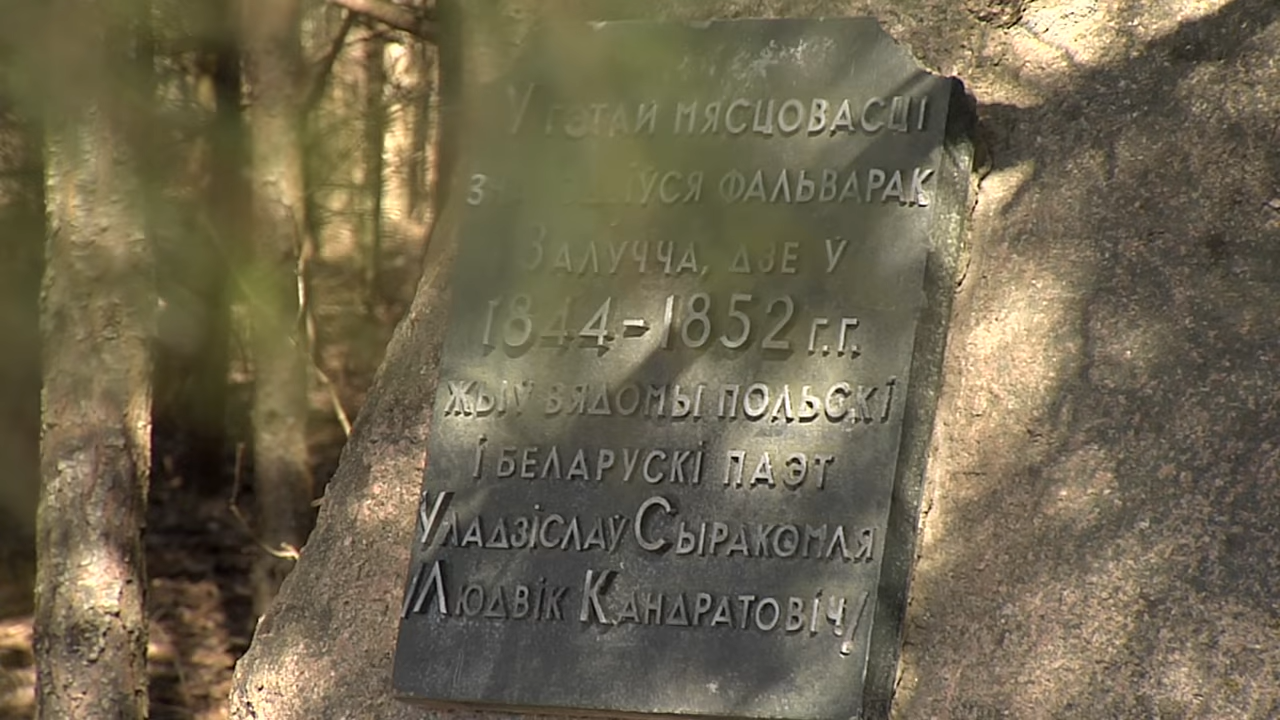 У гэтай мясцовасці
фальварак
Залучча, дзе ў
1844-1852 г.г.
жыў вядомы польскі
і беларускі паэт
Уладзіслаў Сыракомля
/Людвік Кандратовіч/